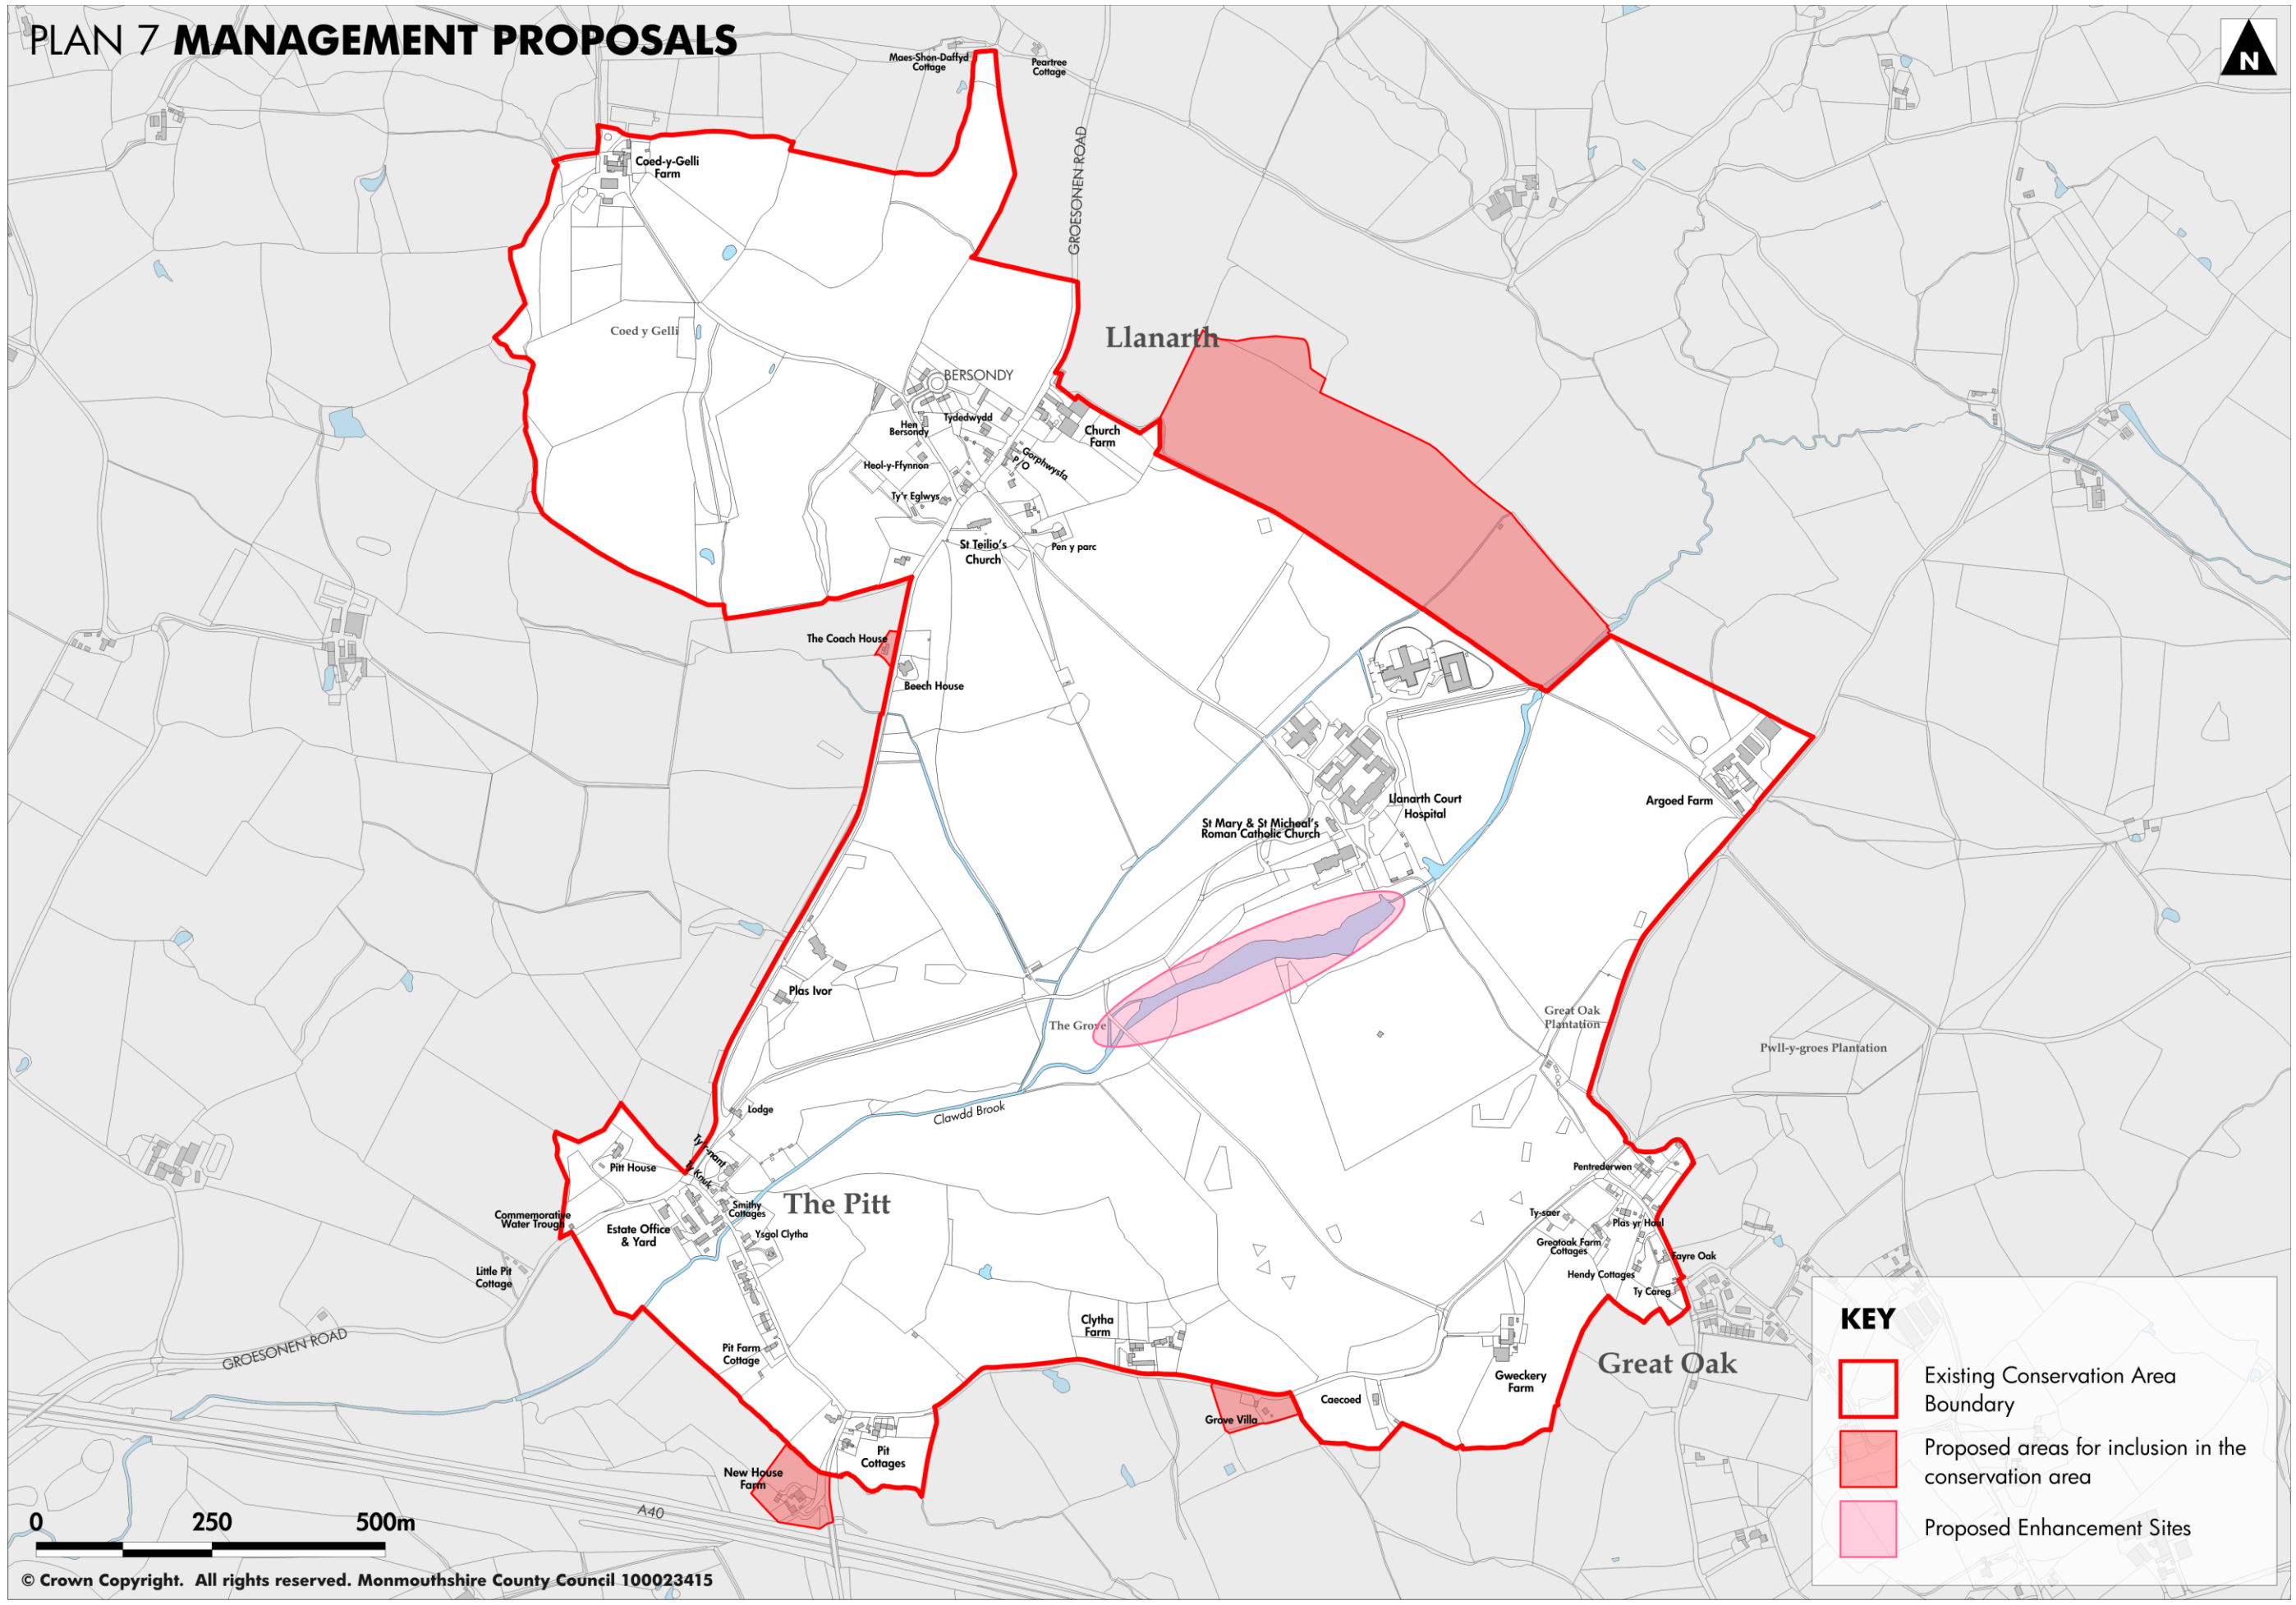 PLAN 7 MANAGEMENT PROPOSALS
N
Maes-Shon-Daffyd
Cottage
Peartree
Cottage
GROESONEN ROAD
Coed-y-Gelli
Farm
Coed y Gelli
Llanarth
BERSONDY
Tydedwydd
Hen
Bersondy
Church
Farm
Gorphwysfa
P/O
Heol-y-Ffynnon
Ty'r Eglwys
St Teilio's
Church
Pen y parc
The Coach House
Beech House
Llanarth Court
Hospital
Argoed Farm
St Mary & St Micheal's
Roman Catholic Church
Plas Ivor
The Grove
Great Oak
Plantation
Pwll-y-groes Plantation
Clawdd Brook
Lodge
Ty'r-nant
Ty Knuk
Pitt House
Smithy
Cottages
The Pitt
Commemorative
Water Trough
Estate Office
& Yard
Ysgol Clytha
Little Pit
Cottage
Pentrederwen
Ty-saer
Plas yr Haul
Greatoak Farm
Cottages
Fayre Oak
Hendy Cottages
Ty Careg
GROESONEN ROAD
Pit Farm
Cottage
Clytha
Farm
Great Oak
Gweckery
Farm
Caecoed
Grove Villa
Pit
Cottages
New House
Farm
A40
KEY
Existing Conservation Area
Boundary
Proposed areas for inclusion in the
conservation area
Proposed Enhancement Sites
0 250 500m
© Crown Copyright. All rights reserved. Monmouthshire County Council 100023415